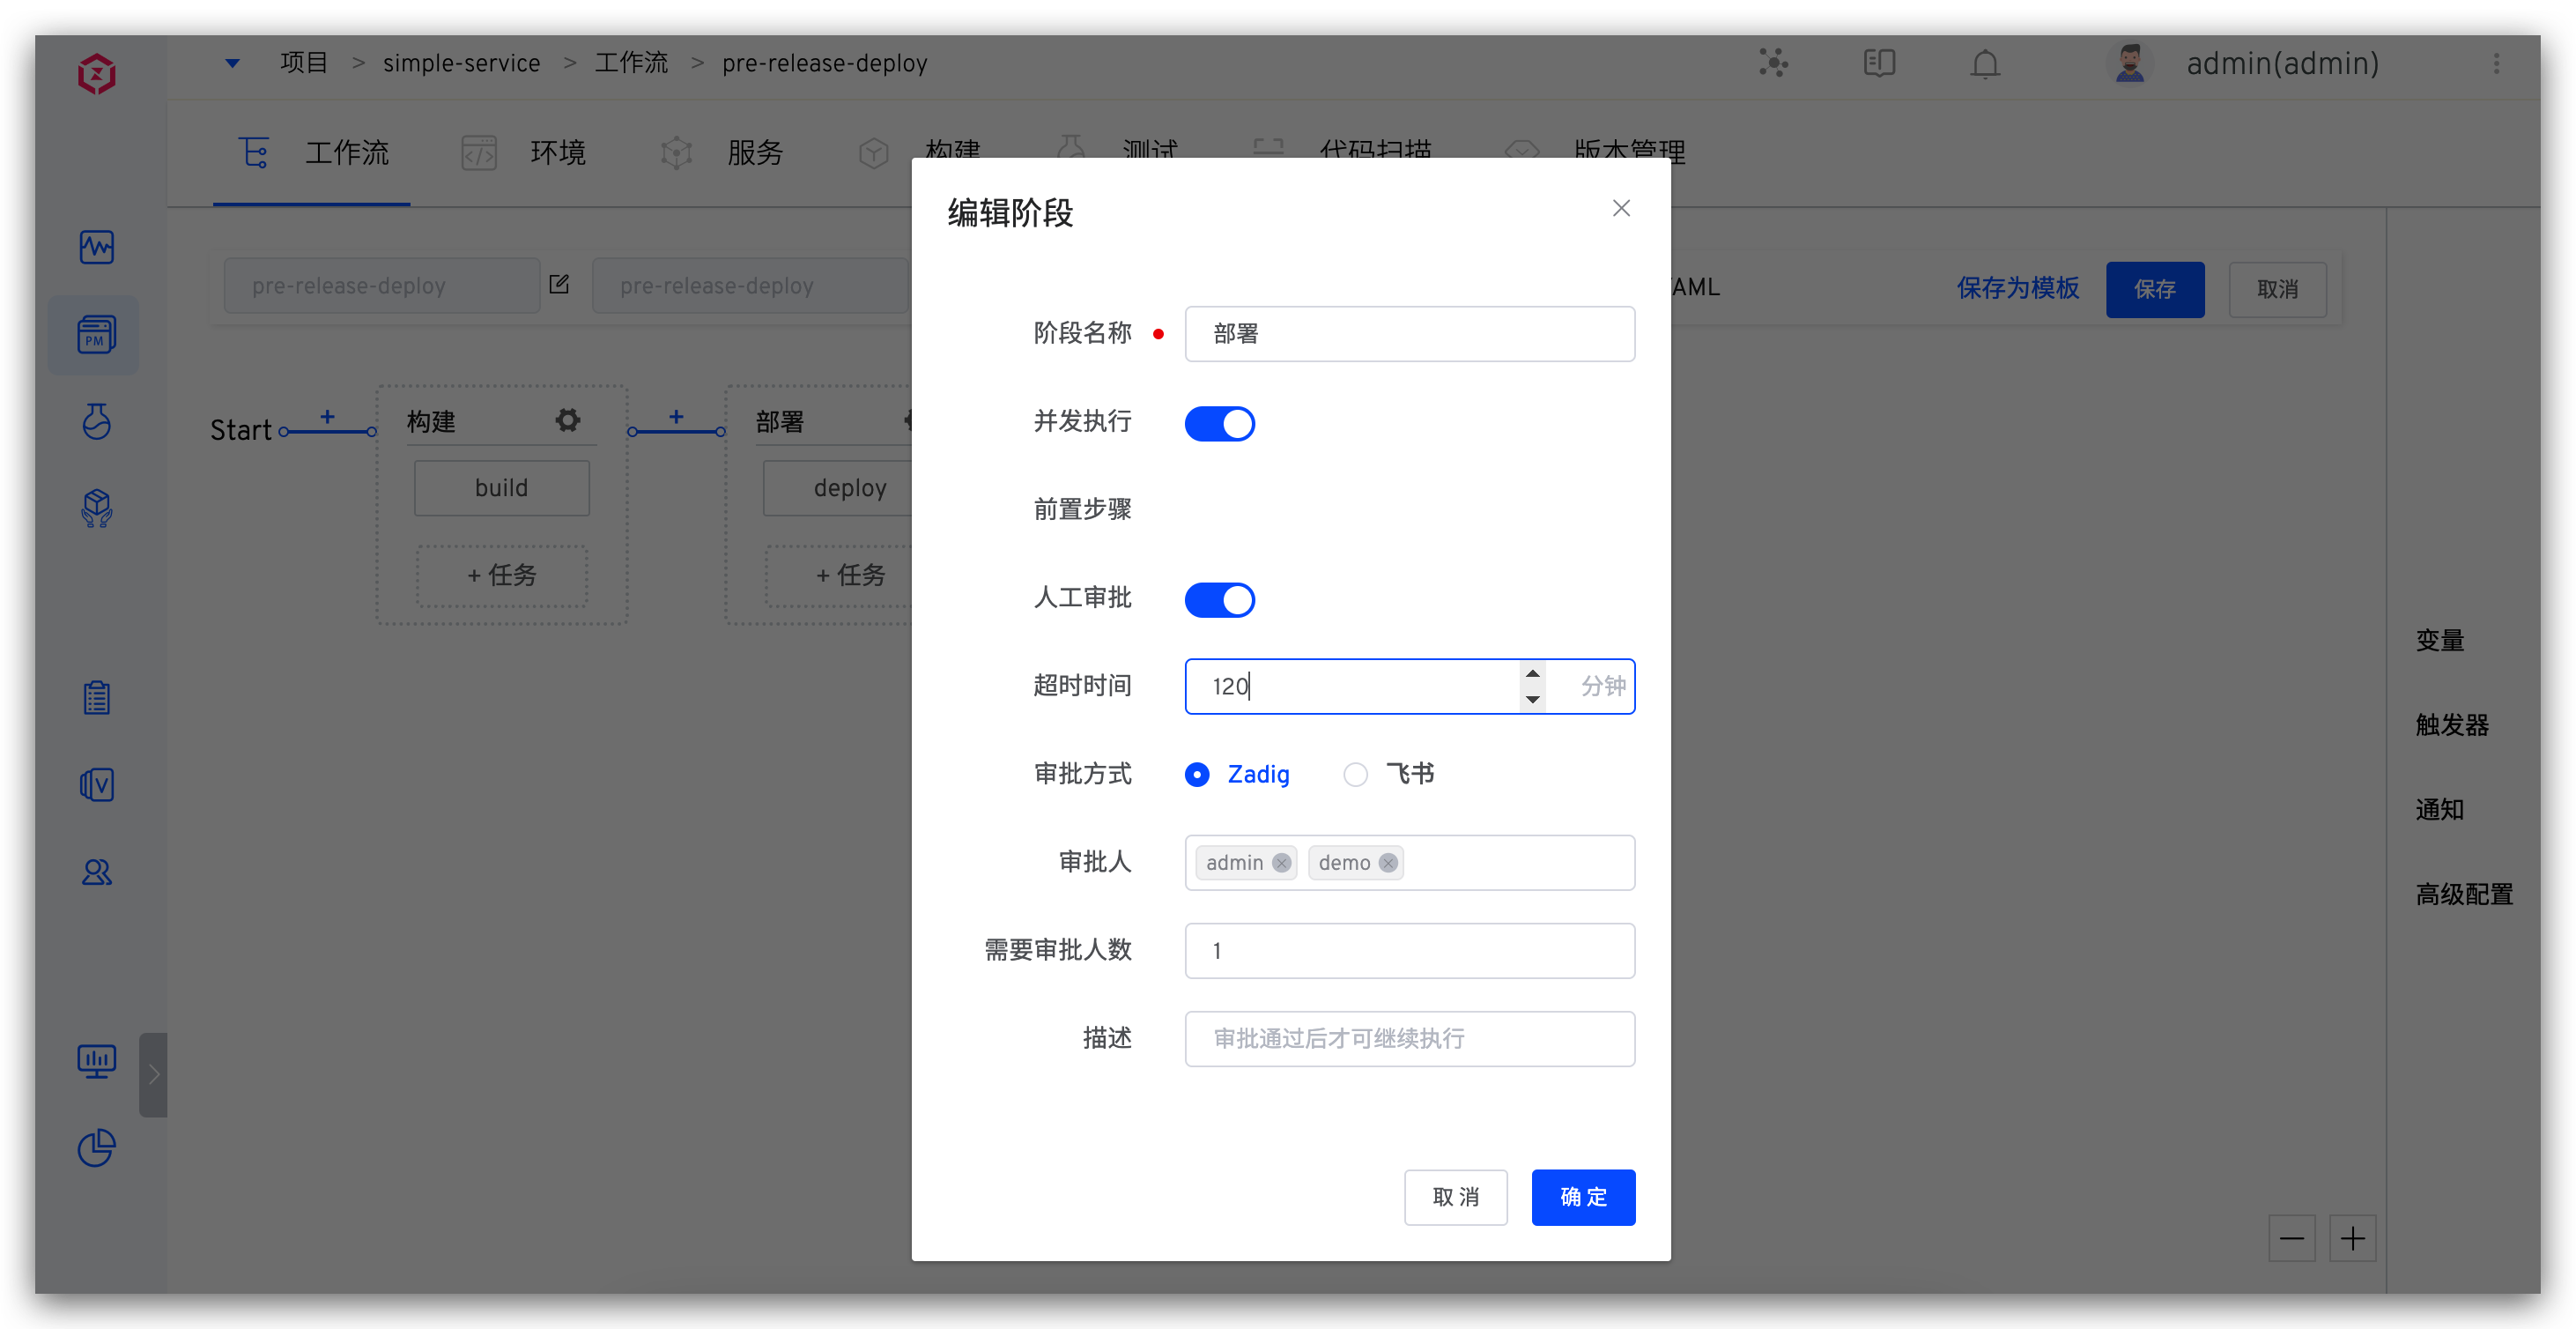 项目 > simple-service > 工作流 > pre-release-deploy
admin(admin)
工作流 环境 服务 构建 测试 代码扫描 版本管理
编辑阶段
pre-release-deploy pre-release-deploy
AML 保存为模板 保存 取消
阶段名称 部署
并发执行
Start + 构建 + 部署
build deploy
前置步骤
+ 任务 + 任务
人工审批
超时时间 120 分钟
审批方式 Zadig 飞书
审批人 admin demo
需要审批人数 1
描述 审批通过后才可继续执行
取消 确定
变量
触发器
通知
高级配置
PM
V